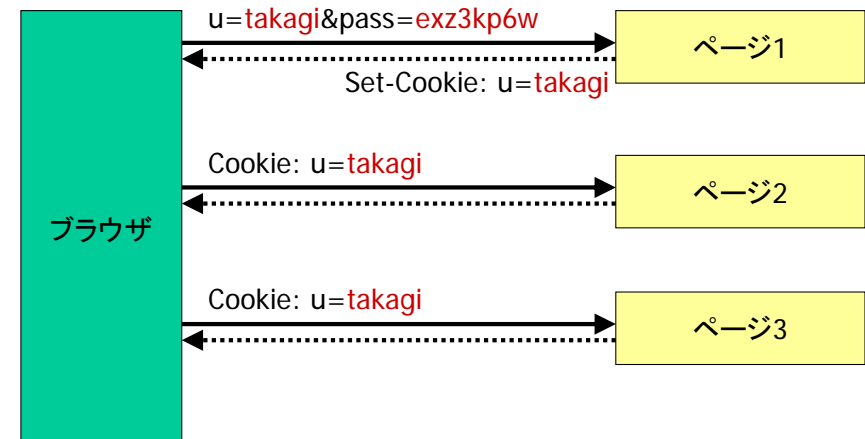 u=takagi&pass=exz3kp6w
ページ1
Set-Cookie: u=takagi
Cookie: u=takagi
ページ2
ブラウザ
Cookie: u=takagi
ページ3